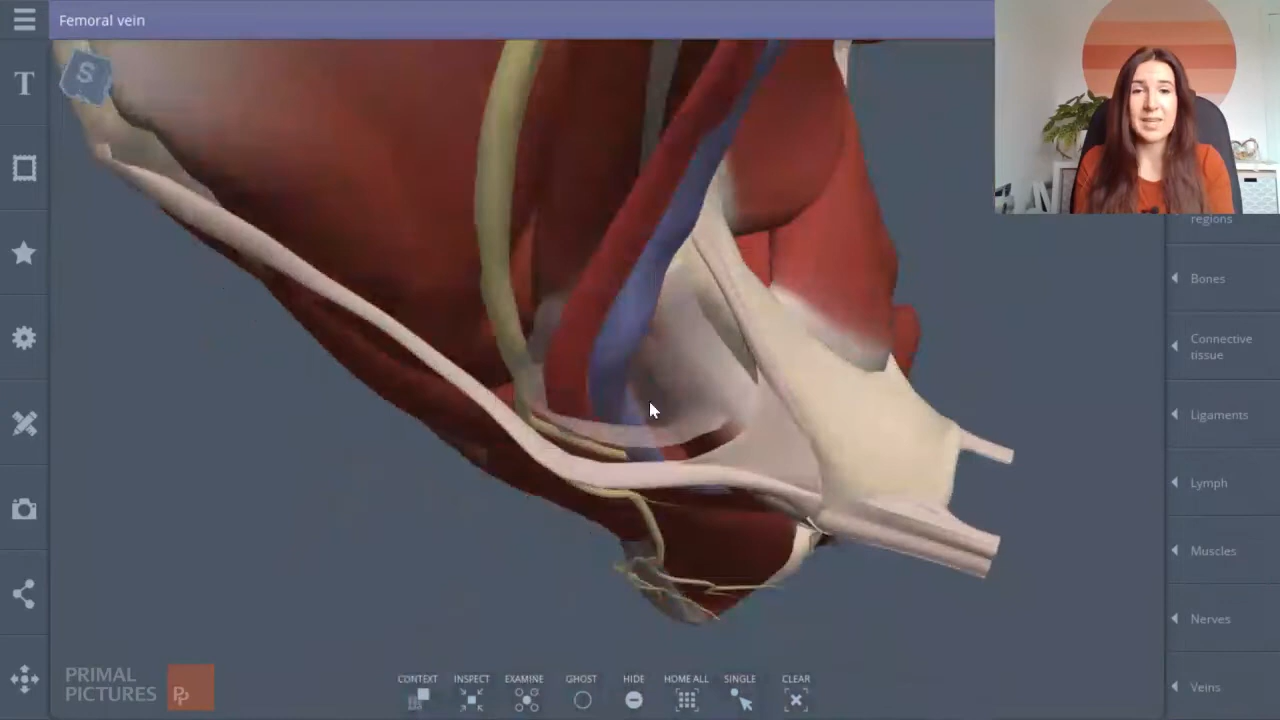 Femoral vein
S
T
regions
Bones
Connective
tissue
Ligaments
Lymph
Muscles
Nerves
Veins
PRIMAL
PICTURES
Pp
CONTEXT
INSPECT
EXAMINE
GHOST
HIDE
HOME ALL
SINGLE
CLEAR